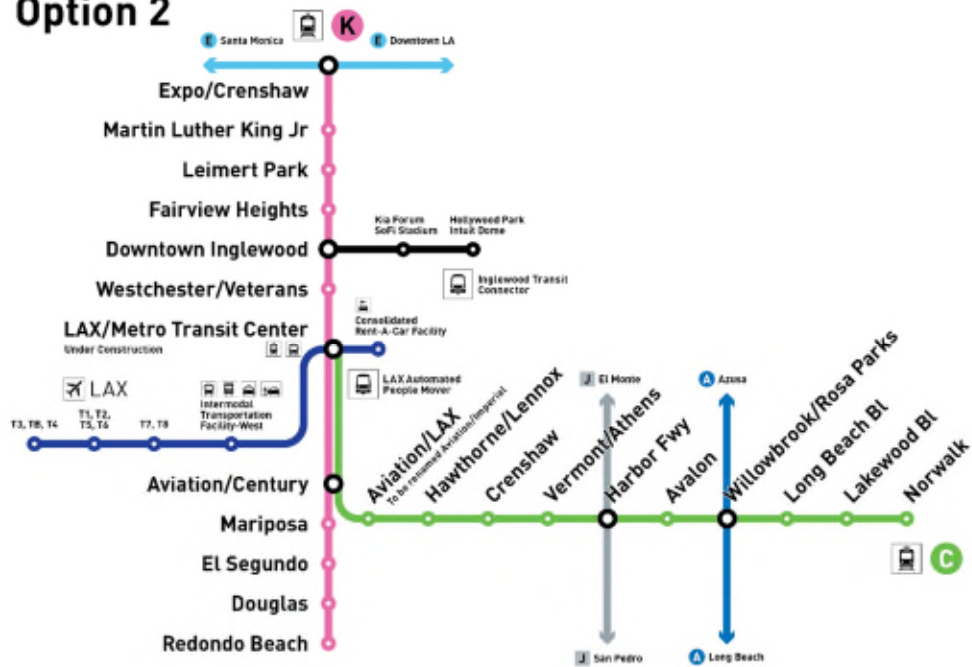 Option 2
K
E Santa Monica
E Downtown LA
Expo/Crenshaw
Martin Luther King Jr
Leimert Park
Fairview Heights
Downtown Inglewood
Kia Forum
SoFi Stadium
Hollywood Park
Intuit Dome
Inglewood Transit
Connector
Westchester/Veterans
LAX/Metro Transit Center
Under Construction
Consolidated
Rent-A-Car Facility
LAX Automated
People Mover
LAX
Intermodal
Transportation
Facility-West
T3, TB, T4
T1, T2,
T5, T6
T7, T8
Aviation/Century
Mariposa
El Segundo
Douglas
Redondo Beach
Aviation/LAX
To be renamed Aviation/Imperial
Hawthorne/Lennox
Crenshaw
Vermont/Athens
Harbor Fwy
Avalon
Willowbrook/Rosa Parks
Long Beach Bl
Lakewood Bl
Norwalk
J El Monte
A Azusa
C
J San Pedro
A Long Beach